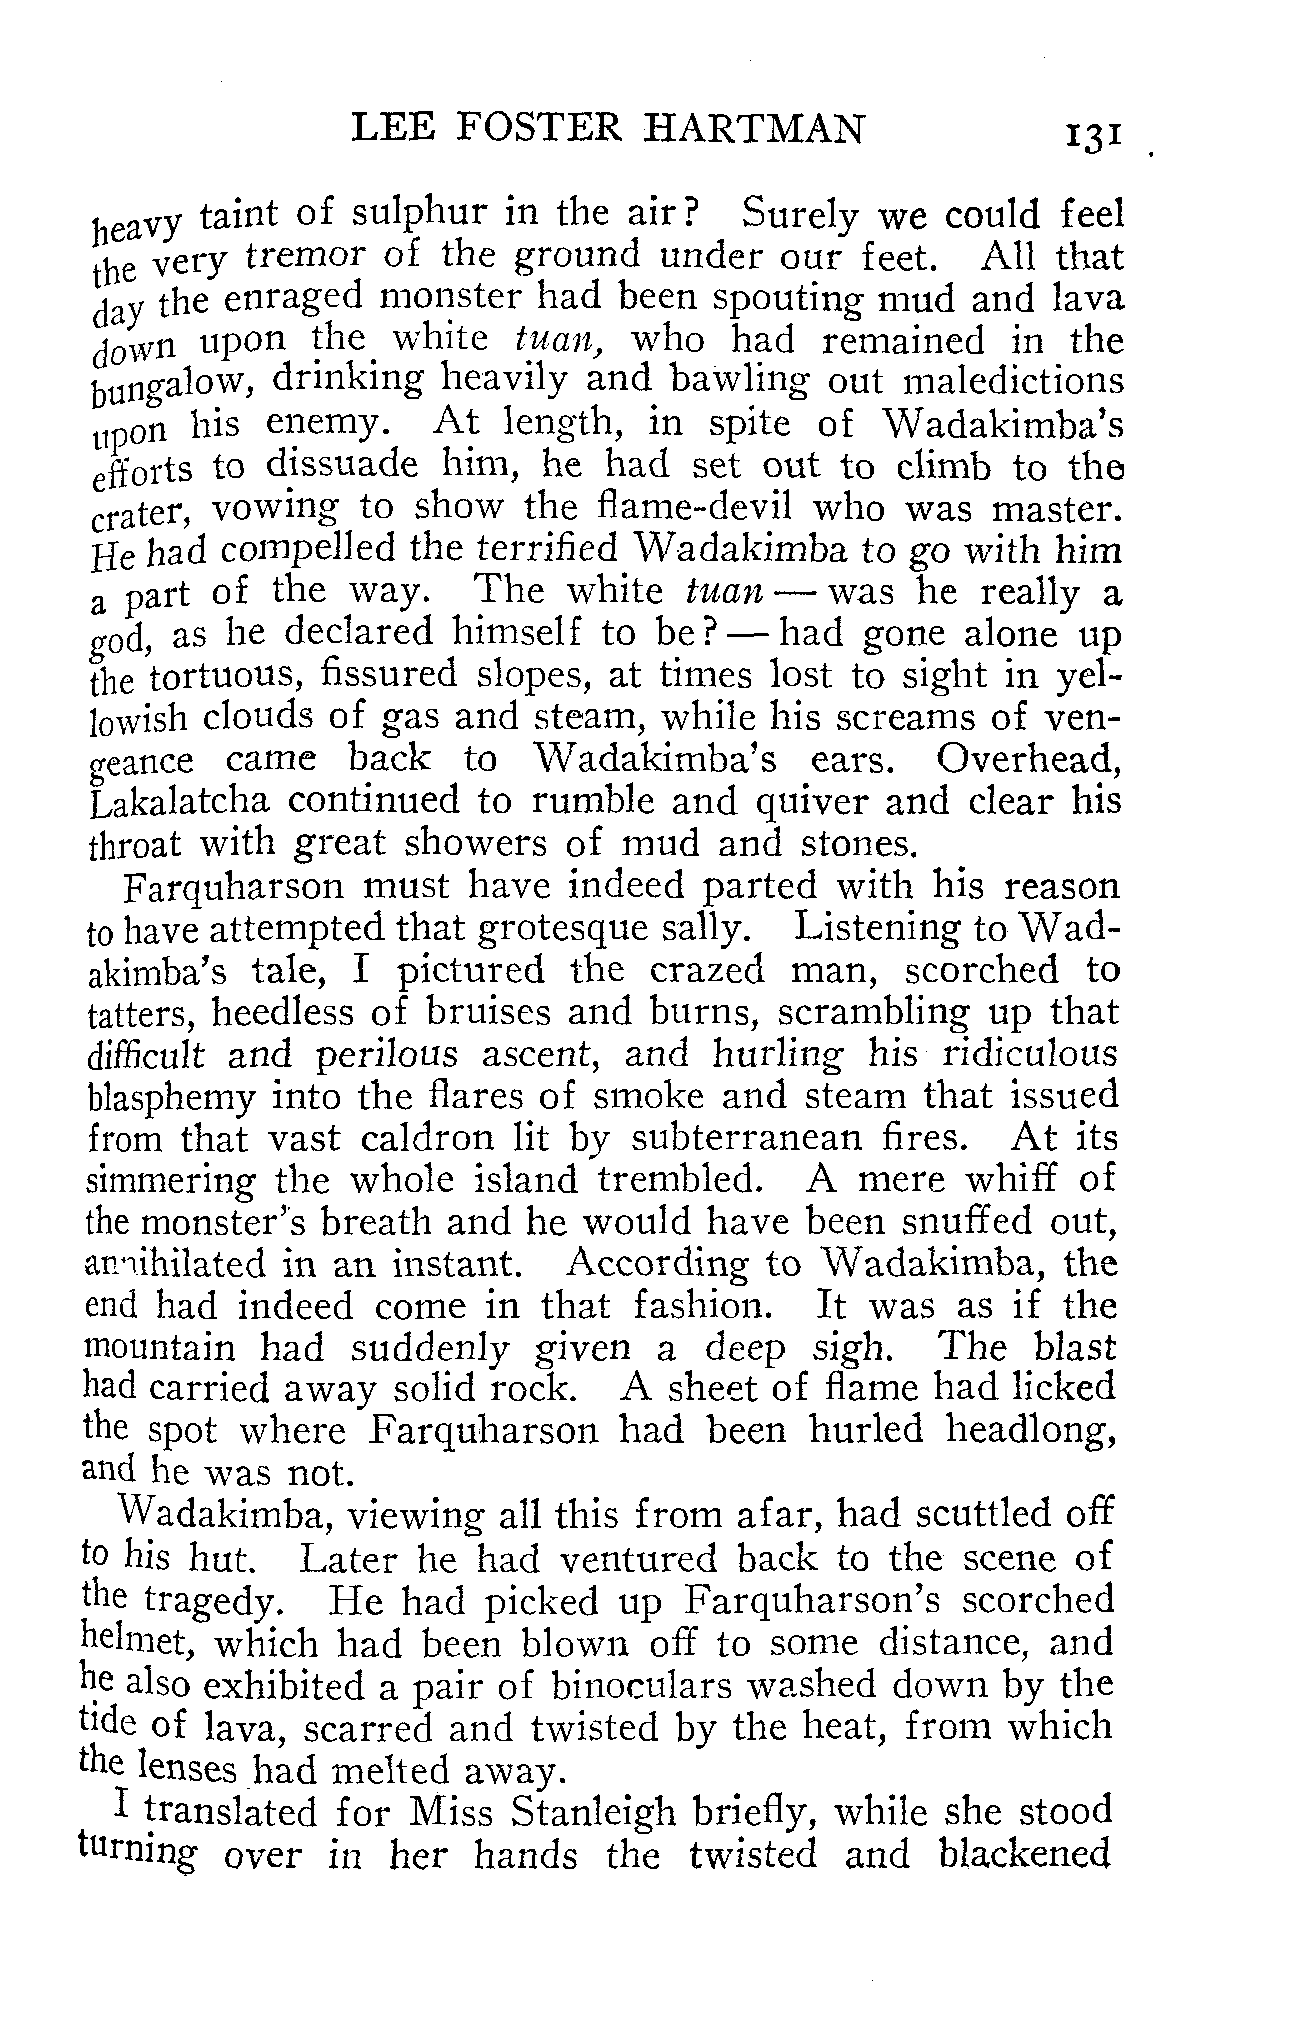 LEE FOSTER HARTMAN 131
heavy taint of sulphur in the air? Surely we could feel
the very tremor of the ground under our feet. All that
day the enraged monster had been spouting mud and lava
down upon the white tuan, who had remained in the
bungalow, drinking heavily and bawling out maledictions
upon his enemy. At length, in spite of Wadakimba's
efforts to dissuade him, he had set out to climb to the
crater, vowing to show the flame-devil who was master.
He had compelled the terrified Wadakimba to go with him
a part of the way. The white tuan — was he really a
god, as he declared himself to be? — had gone alone up
the tortuous, fissured slopes, at times lost to sight in yel-
lowish clouds of gas and steam, while his screams of ven-
geance came back to Wadakimba's ears. Overhead,
Lakalatcha continued to rumble and quiver and clear his
throat with great showers of mud and stones.
Farquharson must have indeed parted with his reason
to have attempted that grotesque sally. Listening to Wad-
akimba's tale, I pictured the crazed man, scorched to
tatters, heedless of bruises and burns, scrambling up that
difficult and perilous ascent, and hurling his ridiculous
blasphemy into the flares of smoke and steam that issued
from that vast caldron lit by subterranean fires. At its
simmering the whole island trembled. A mere whiff of
the monster's breath and he would have been snuffed out,
annihilated in an instant. According to Wadakimba, the
end had indeed come in that fashion. It was as if the
mountain had suddenly given a deep sigh. The blast
had carried away solid rock. A sheet of flame had licked
the spot where Farquharson had been hurled headlong,
and he was not.
Wadakimba, viewing all this from afar, had scuttled off
to his hut. Later he had ventured back to the scene of
the tragedy. He had picked up Farquharson's scorched
helmet, which had been blown off to some distance, and
he also exhibited a pair of binoculars washed down by the
tide of lava, scarred and twisted by the heat, from which
the lenses had melted away.
I translated for Miss Stanleigh briefly, while she stood
turning over in her hands the twisted and blackened